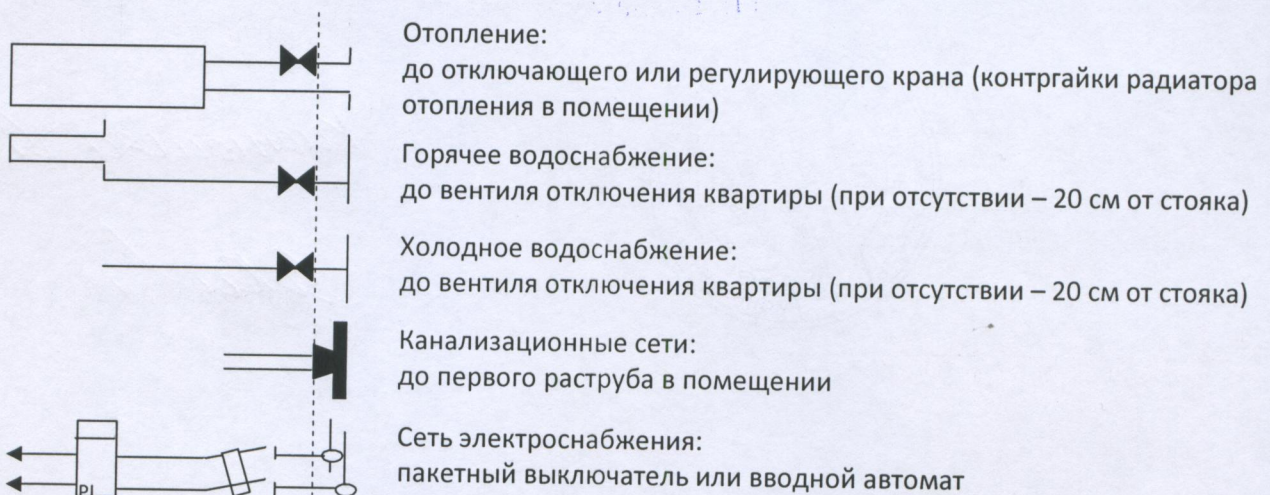 Отопление:
до отключающего или регулирующего крана (контргайки радиатора
отопления в помещении)
Горячее водоснабжение:
до вентиля отключения квартиры (при отсутствии – 20 см от стояка)
Холодное водоснабжение:
до вентиля отключения квартиры (при отсутствии – 20 см от стояка)
Канализационные сети:
до первого раструба в помещении
Сеть электроснабжения:
пакетный выключатель или вводной автомат